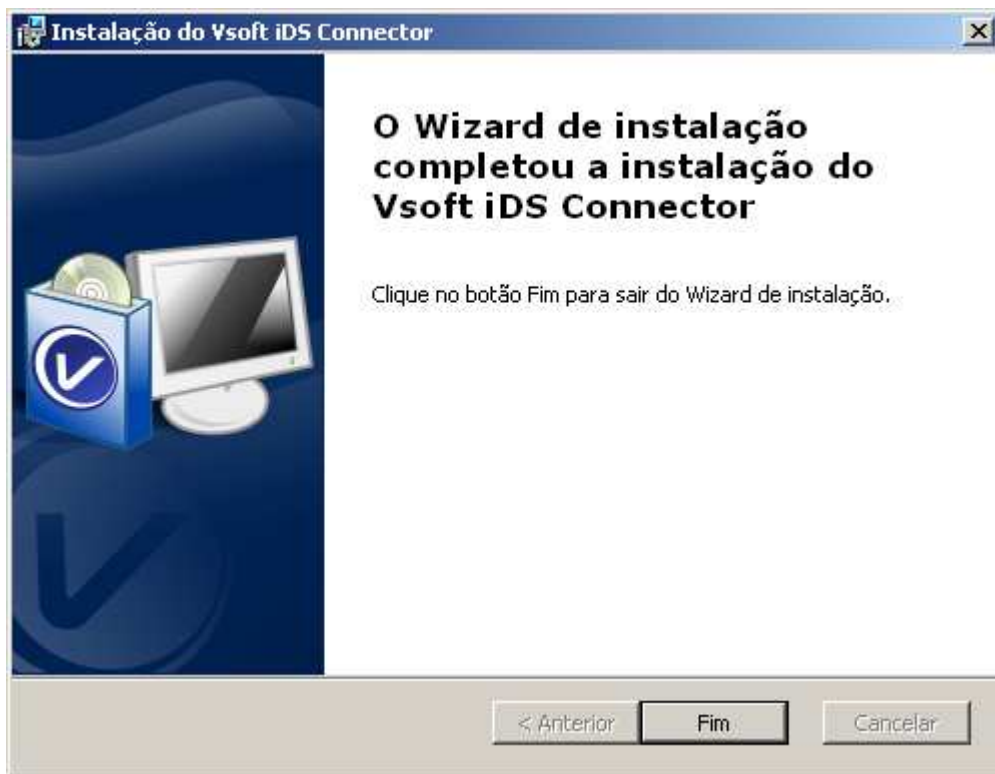 Instalação do Vsoft iDS Connector
O Wizard de instalação
completou a instalação do
Vsoft iDS Connector
Clique no botão Fim para sair do Wizard de instalação.
< Anterior
Fim
Cancelar